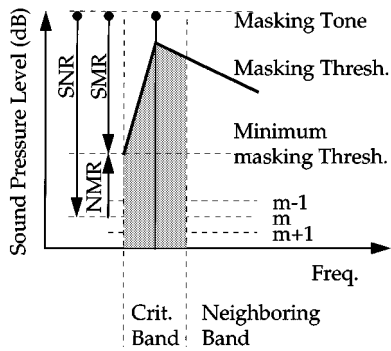 Sound Pressure Level (dB)
SNR
SMR
NMR
Masking Tone
Masking Thresh.
Minimum
masking Thresh.
m-1
m
m+1
Freq.
Crit.
Band
Neighboring
Band